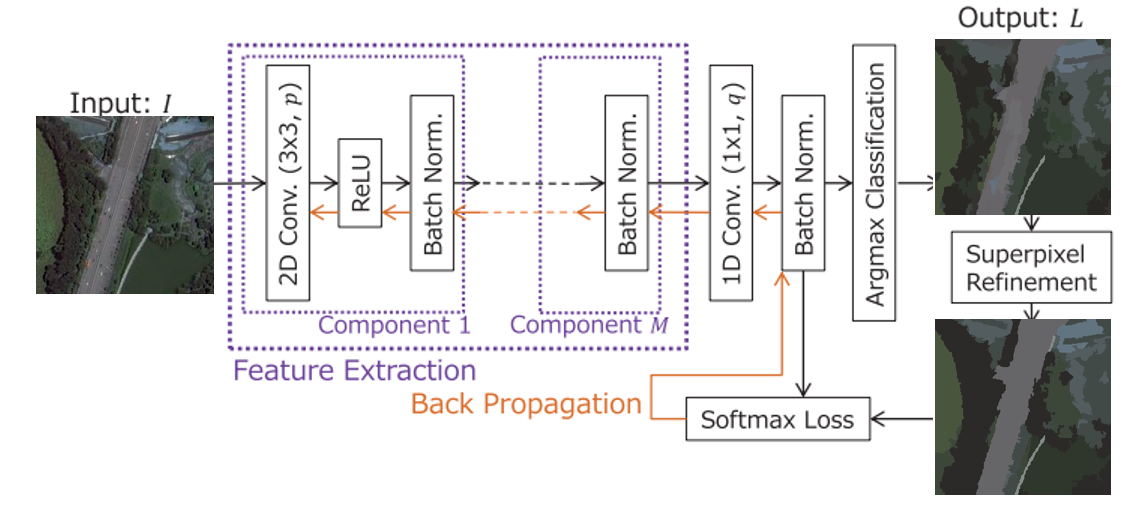 Output: L
Input: I
2D Conv. (3x3, p)
ReLU
Batch Norm.
Batch Norm.
1D Conv. (1x1, q)
Batch Norm.
Argmax Classification
Superpixel
Refinement
Component 1
Component M
Feature Extraction
Back Propagation
Softmax Loss